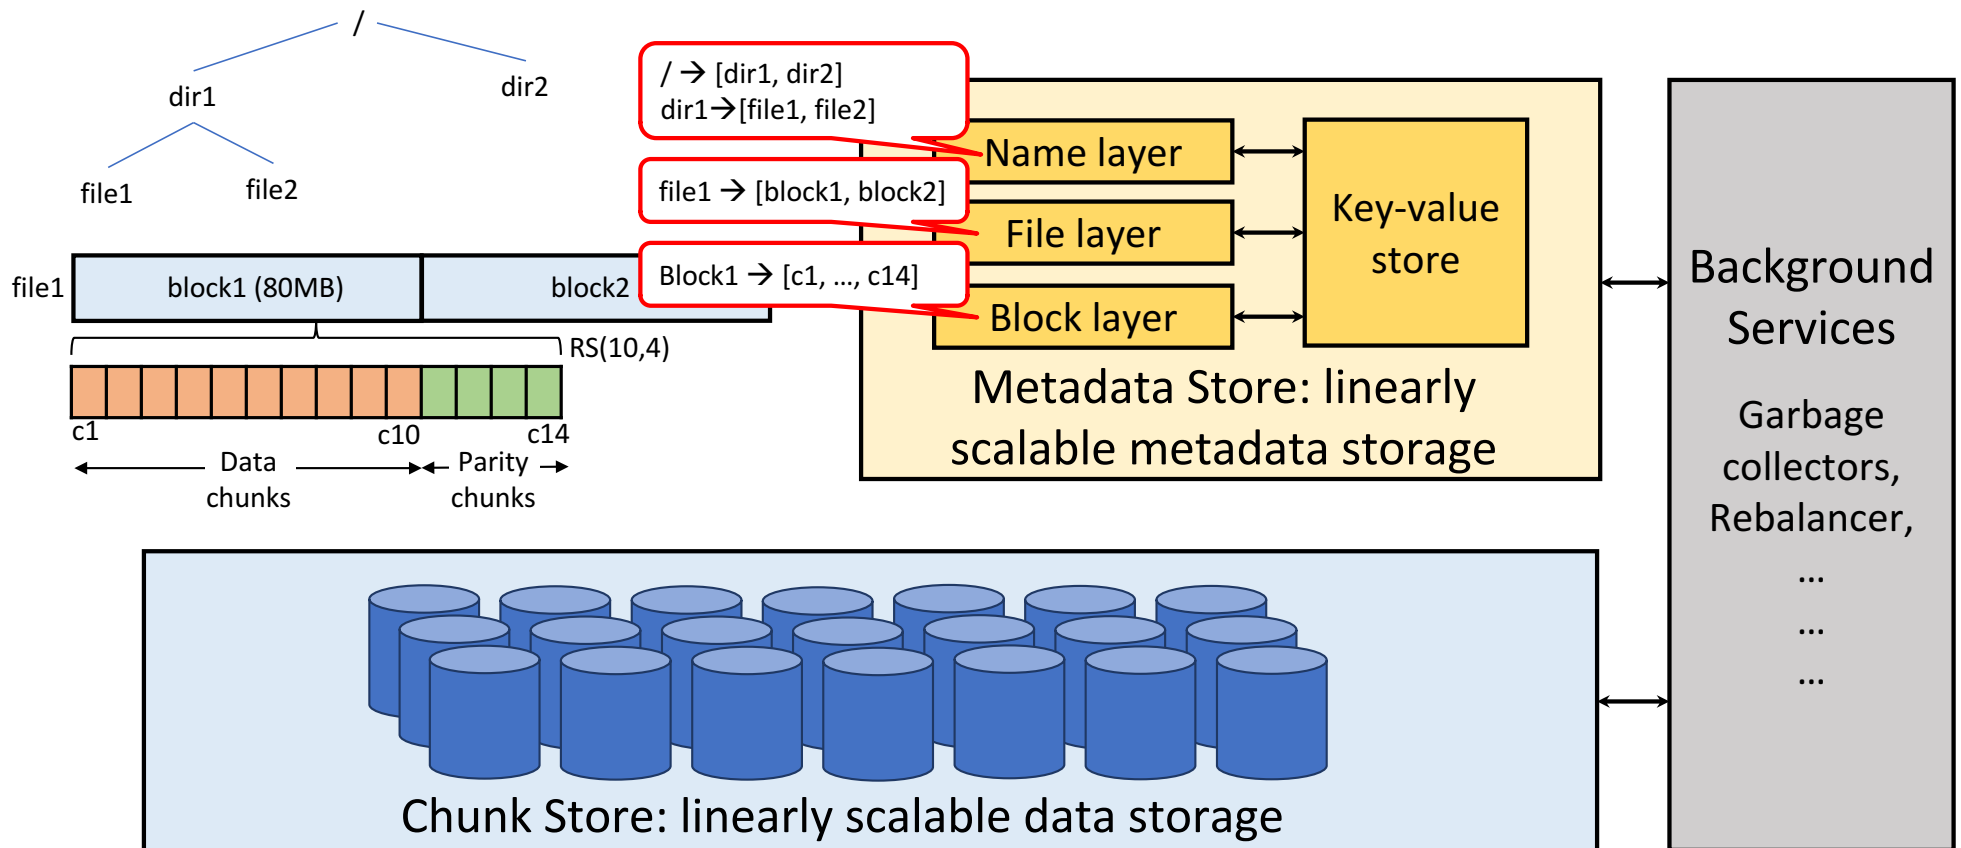 /
dir1
dir2
file1
file2
/ → [dir1, dir2]
dir1→[file1, file2]
file1 → [block1, block2]
Block1 → [c1, ..., c14]
file1
block1 (80MB)
block2
RS(10,4)
c1
c10
c14
Data
chunks
Parity
chunks
Name layer
File layer
Block layer
Key-value
store
Metadata Store: linearly
scalable metadata storage
Background
Services
Garbage
collectors,
Rebalancer,
...
...
...
Chunk Store: linearly scalable data storage